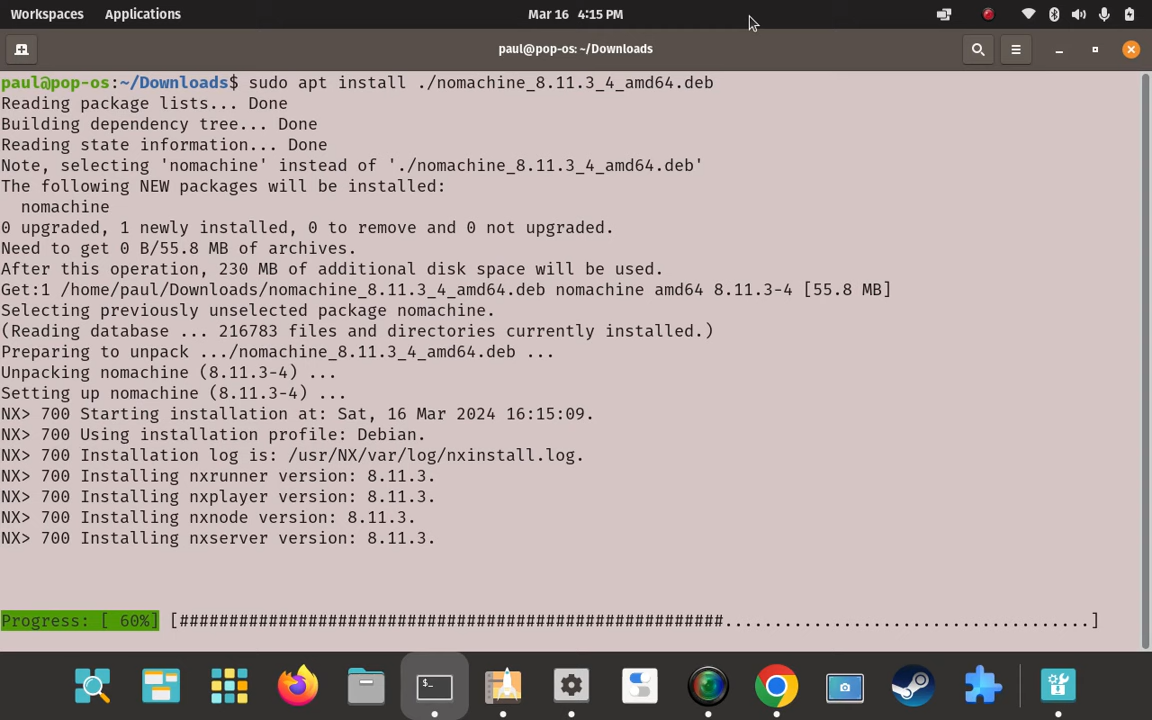 Workspaces Applications Mar 16 4:15 PM
paul@pop-os: ~/Downloads
paul@pop-os:~/Downloads$ sudo apt install ./nomachine_8.11.3_4_amd64.deb
Reading package lists... Done
Building dependency tree... Done
Reading state information... Done
Note, selecting 'nomachine' instead of './nomachine_8.11.3_4_amd64.deb'
The following NEW packages will be installed:
  nomachine
0 upgraded, 1 newly installed, 0 to remove and 0 not upgraded.
Need to get 0 B/55.8 MB of archives.
After this operation, 230 MB of additional disk space will be used.
Get:1 /home/paul/Downloads/nomachine_8.11.3_4_amd64.deb nomachine amd64 8.11.3-4 [55.8 MB]
Selecting previously unselected package nomachine.
(Reading database ... 216783 files and directories currently installed.)
Preparing to unpack .../nomachine_8.11.3_4_amd64.deb ...
Unpacking nomachine (8.11.3-4) ...
Setting up nomachine (8.11.3-4) ...
NX> 700 Starting installation at: Sat, 16 Mar 2024 16:15:09.
NX> 700 Using installation profile: Debian.
NX> 700 Installation log is: /usr/NX/var/log/nxinstall.log.
NX> 700 Installing nxrunner version: 8.11.3.
NX> 700 Installing nxplayer version: 8.11.3.
NX> 700 Installing nxnode version: 8.11.3.
NX> 700 Installing nxserver version: 8.11.3.
Progress: [ 60%] [#######################################################.....................................]
$_